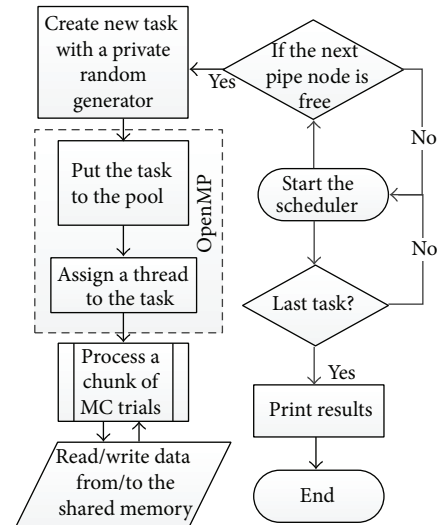 Create new task
with a private
random
generator
Yes
If the next
pipe node is
free
No
Put the task
to the pool
OpenMP
Assign a thread
to the task
Start the
scheduler
No
Last task?
Process a
chunk of
MC trials
Yes
Print results
Read/write data
from/to the
shared memory
End